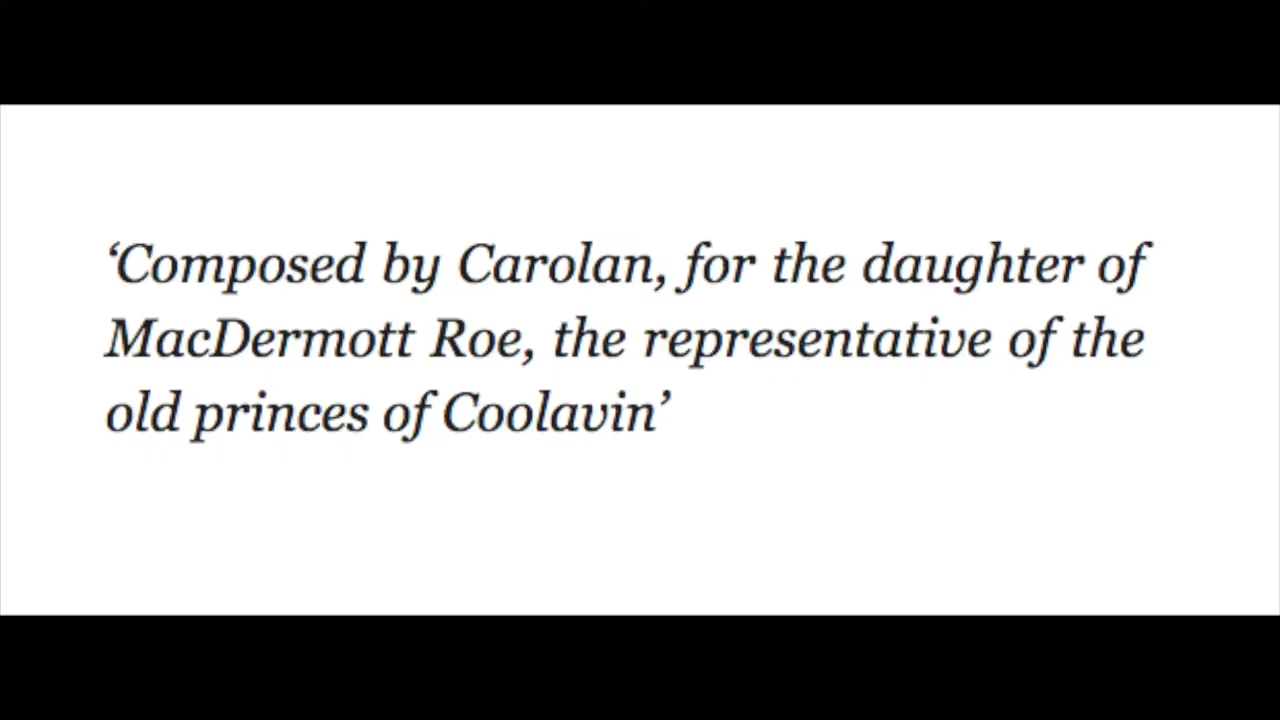 ‘Composed by Carolan, for the daughter of
MacDermott Roe, the representative of the
old princes of Coolavin’